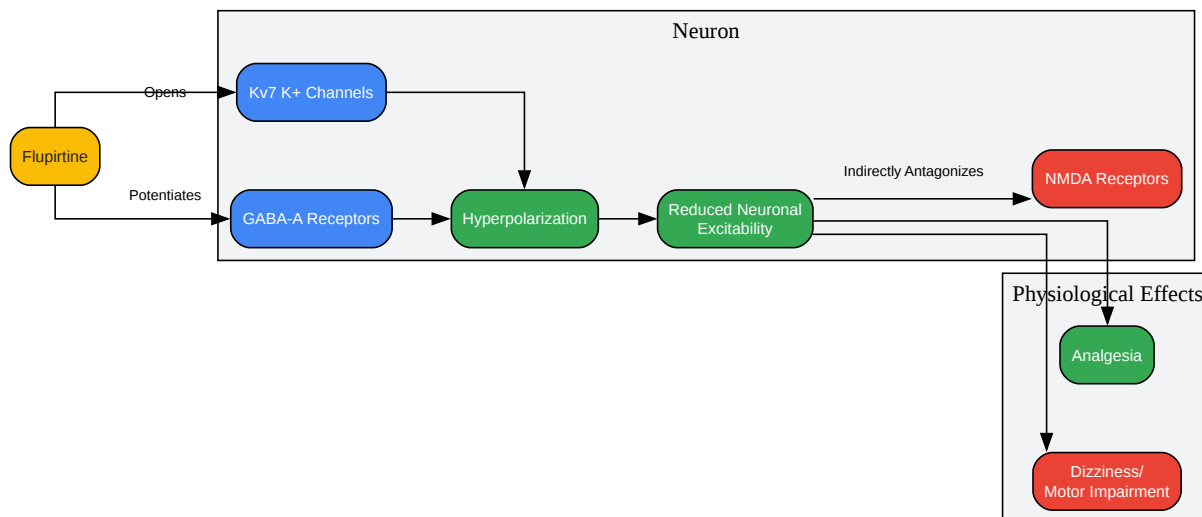 Neuron
Opens
Kv7 K+ Channels
Flupirtine
Potentiates
GABA-A Receptors
Hyperpolarization
Reduced Neuronal
Excitability
Indirectly Antagonizes
NMDA Receptors
Physiological Effects
Analgesia
Dizziness/
Motor Impairment